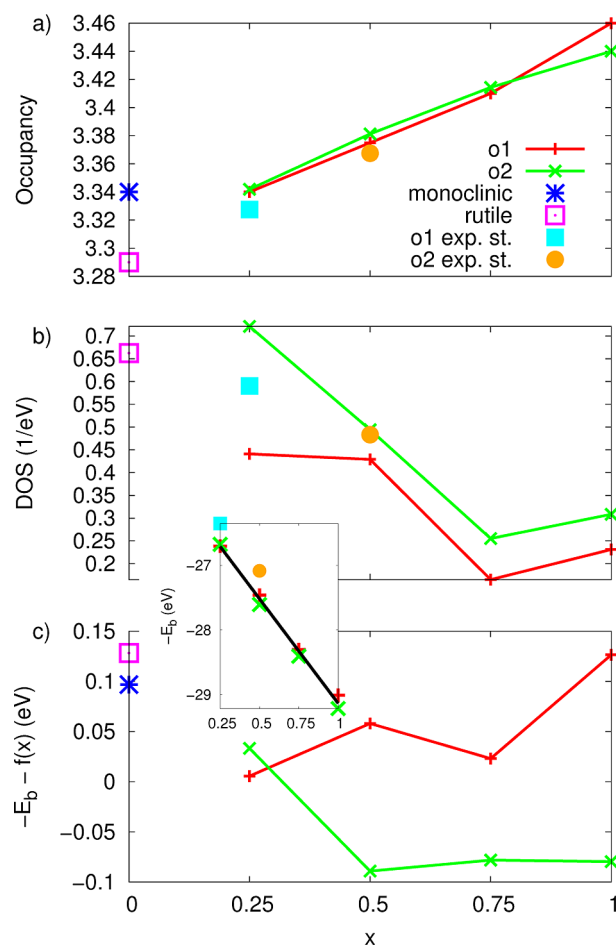 a)
Occupancy
3.46
3.44
3.42
3.40
3.38
3.36
3.34
3.32
3.30
3.28
o1
o2
monoclinic
rutile
o1 exp. st.
o2 exp. st.
b)
DOS (1/eV)
0.7
0.65
0.6
0.55
0.5
0.45
0.4
0.35
0.3
0.25
0.2
−E_b (eV)
−27
−28
−29
0.25
0.5
0.75
1
c)
−E_b − f(x) (eV)
0.15
0.1
0.05
0
−0.05
−0.1
0
0.25
0.5
0.75
1
x